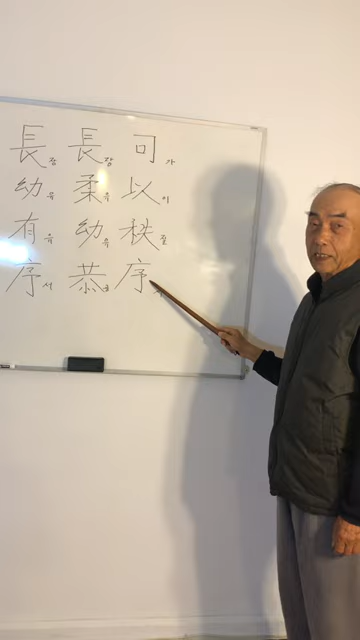 長장 幼유 有유 序서
長장 柔유 幼유 恭공
可가 以이 秩질 序